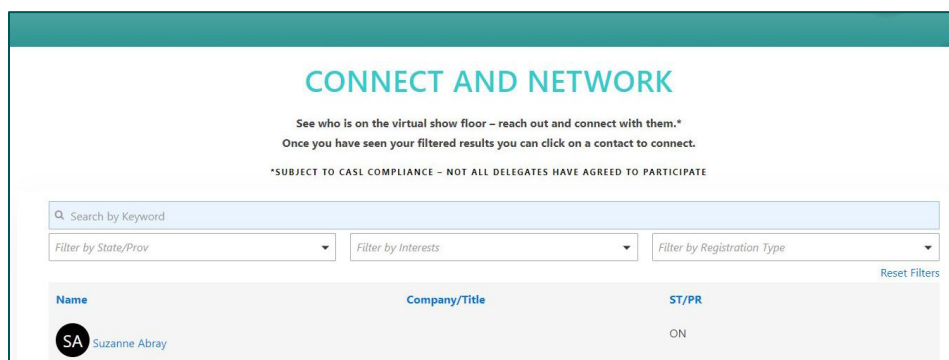 CONNECT AND NETWORK
See who is on the virtual show floor – reach out and connect with them.*
Once you have seen your filtered results you can click on a contact to connect.
*SUBJECT TO CASL COMPLIANCE – NOT ALL DELEGATES HAVE AGREED TO PARTICIPATE
Search by Keyword
Filter by State/Prov Filter by Interests Filter by Registration Type
Reset Filters
Name Company/Title ST/PR
SA Suzanne Abray ON